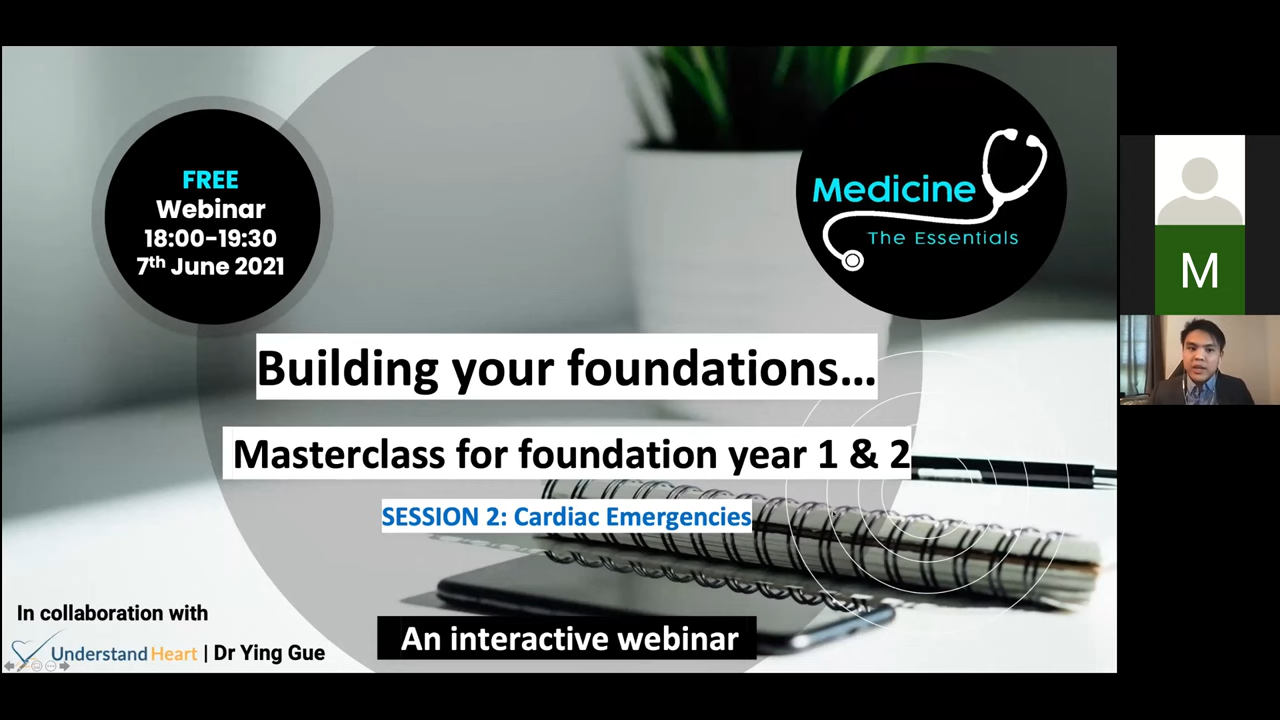 FREE
Webinar
18:00-19:30
7th June 2021
Medicine
The Essentials
M
Building your foundations...
Masterclass for foundation year 1 & 2
SESSION 2: Cardiac Emergencies
In collaboration with
Understand Heart | Dr Ying Gue
An interactive webinar